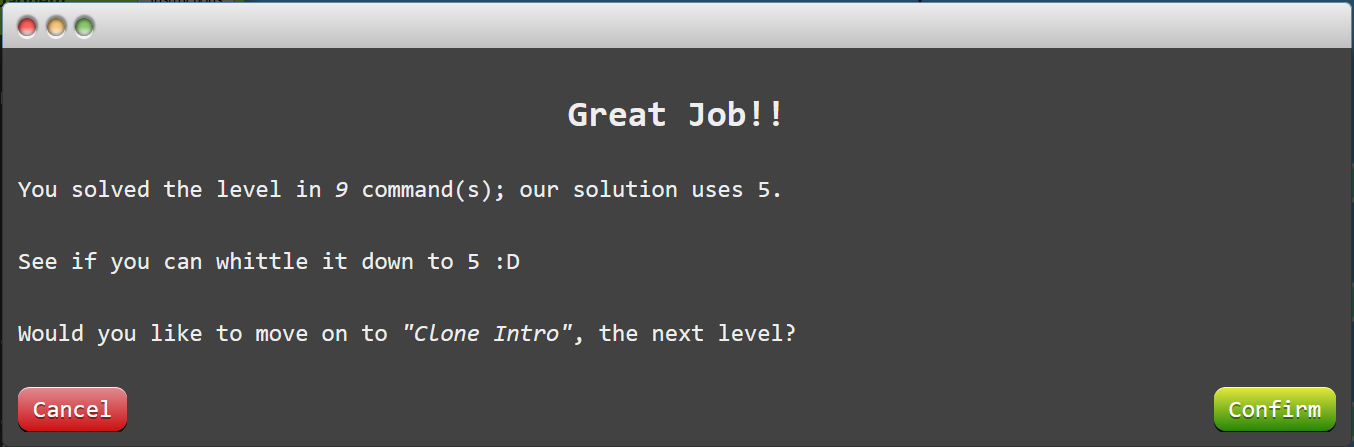 Great Job!!
You solved the level in 9 command(s); our solution uses 5.
See if you can whittle it down to 5 :D
Would you like to move on to "Clone Intro", the next level?
Cancel
Confirm